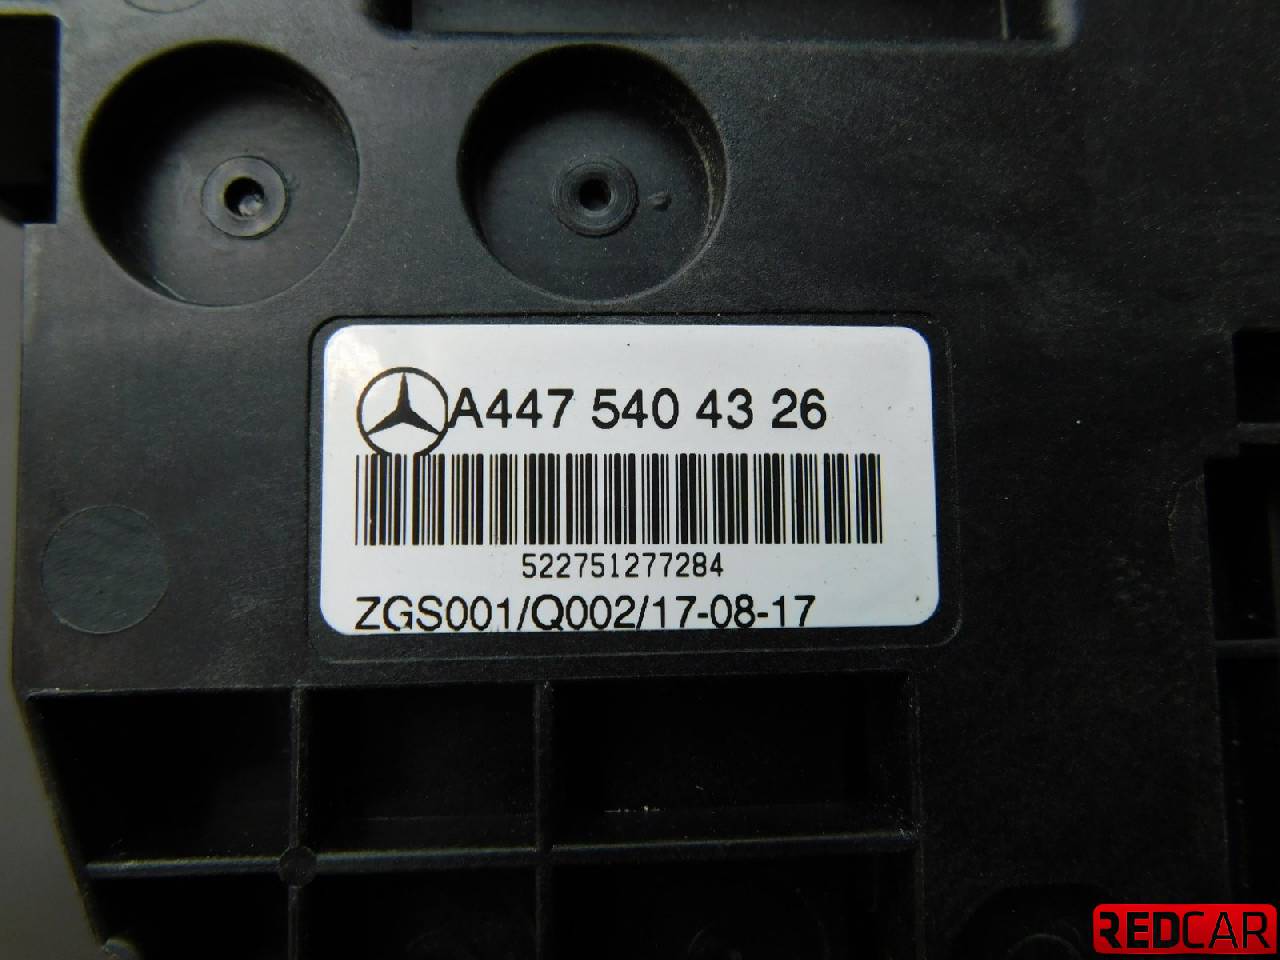 A447 540 43 26
522751277284
ZGS001/Q002/17-08-17
REDCAR